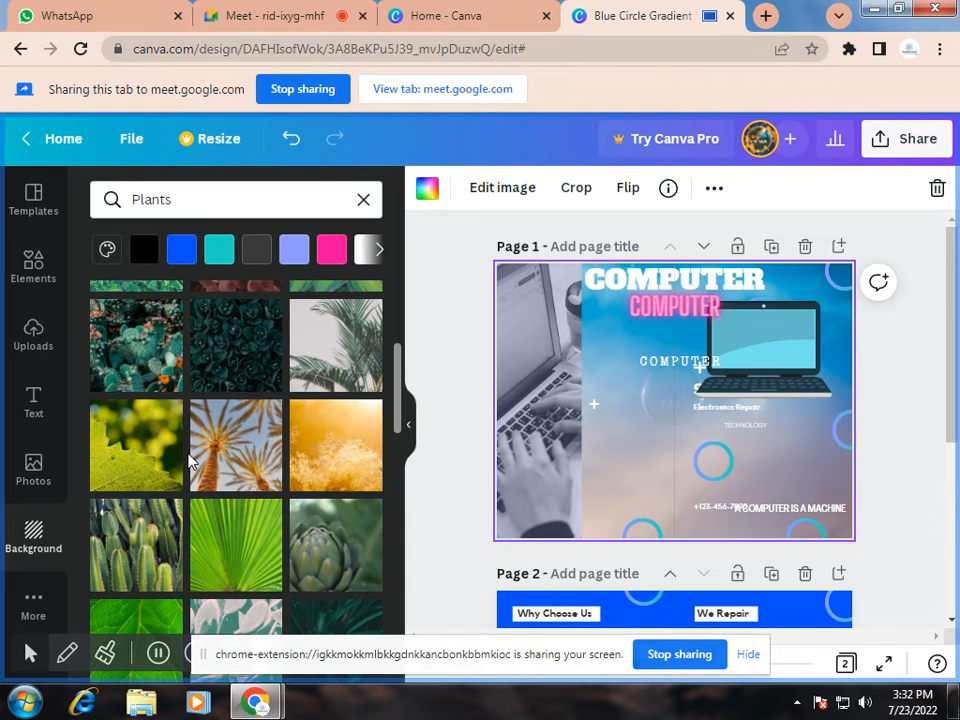 WhatsApp
Meet - rid-ixyg-mhf
Home - Canva
Blue Circle Gradient
canva.com/design/DAFHIsofWok/3A8BeKPu5J39_mvJpDuzwQ/edit#
Sharing this tab to meet.google.com
Stop sharing
View tab: meet.google.com
Home
File
Resize
Try Canva Pro
Share
Templates
Elements
Uploads
Text
Photos
Background
More
Plants
Edit image
Crop
Flip
Page 1 - Add page title
COMPUTER
COMPUTER
COMPUTER
Electronics Repair
TECHNOLOGY
A COMPUTER IS A MACHINE
Page 2 - Add page title
Why Choose Us
We Repair
chrome-extension://igkkmokkmlbkkgdnkkancbonkbbmkioc is sharing your screen.
Stop sharing
Hide
2
3:32 PM
7/23/2022